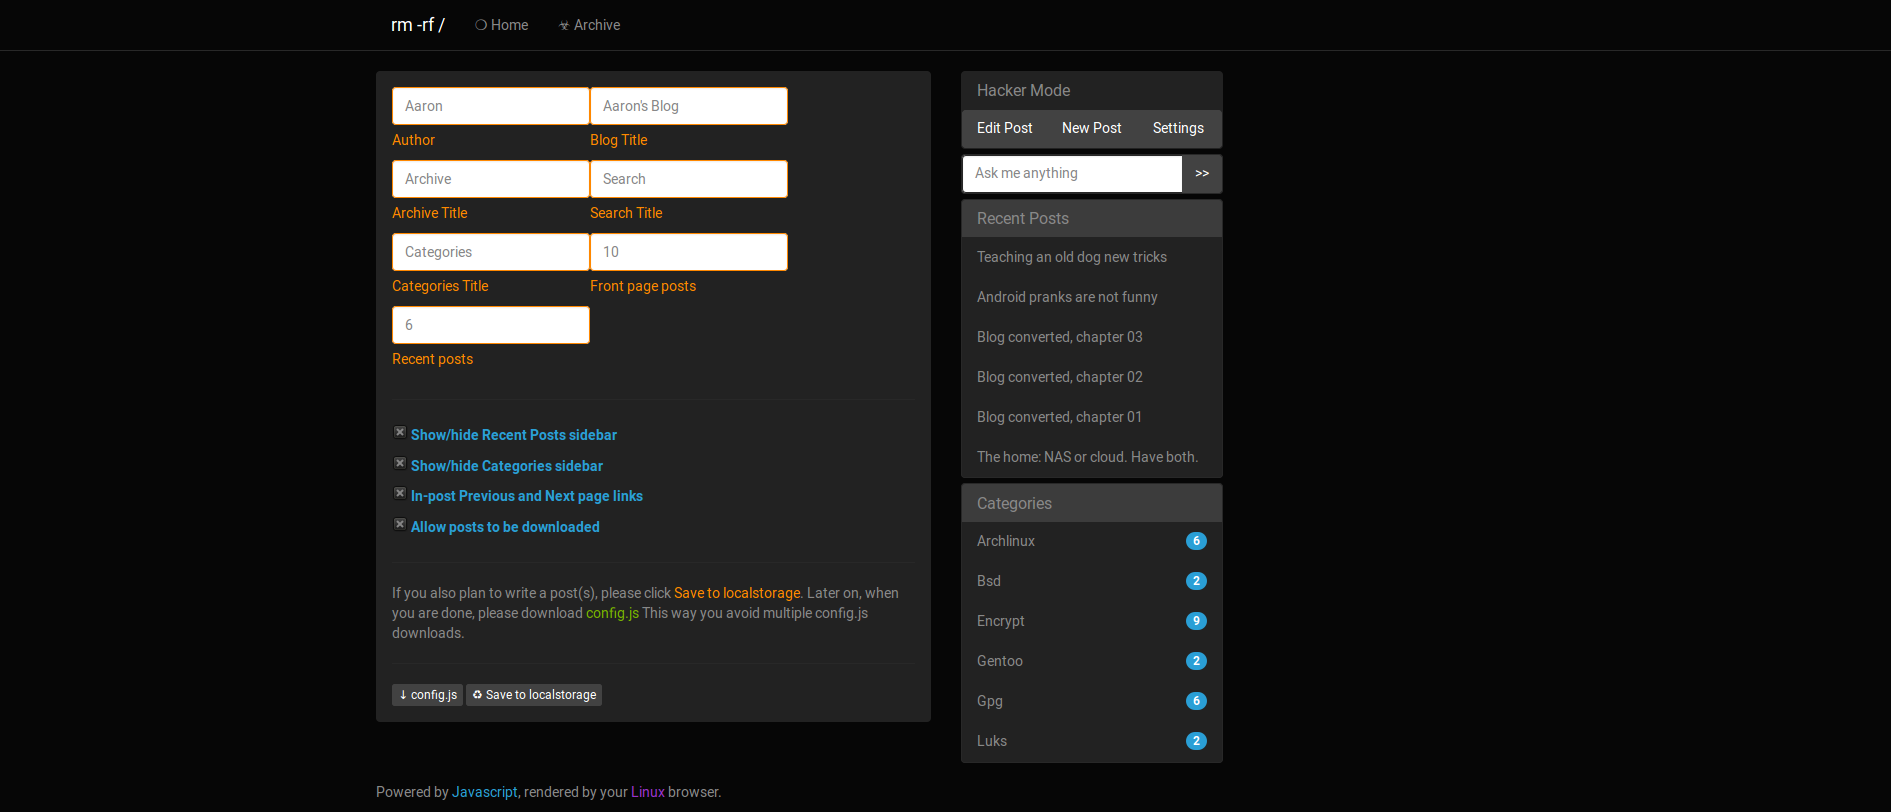 rm -rf / ❍ Home ☣ Archive
Aaron Aaron's Blog
Author Blog Title
Archive Search
Archive Title Search Title
Categories 10
Categories Title Front page posts
6
Recent posts
Show/hide Recent Posts sidebar
Show/hide Categories sidebar
In-post Previous and Next page links
Allow posts to be downloaded
If you also plan to write a post(s), please click Save to localstorage. Later on, when
you are done, please download config.js This way you avoid multiple config.js
downloads.
↓ config.js ♻ Save to localstorage
Hacker Mode
Edit Post New Post Settings
Ask me anything >>
Recent Posts
Teaching an old dog new tricks
Android pranks are not funny
Blog converted, chapter 03
Blog converted, chapter 02
Blog converted, chapter 01
The home: NAS or cloud. Have both.
Categories
Archlinux 6
Bsd 2
Encrypt 9
Gentoo 2
Gpg 6
Luks 2
Powered by Javascript, rendered by your Linux browser.